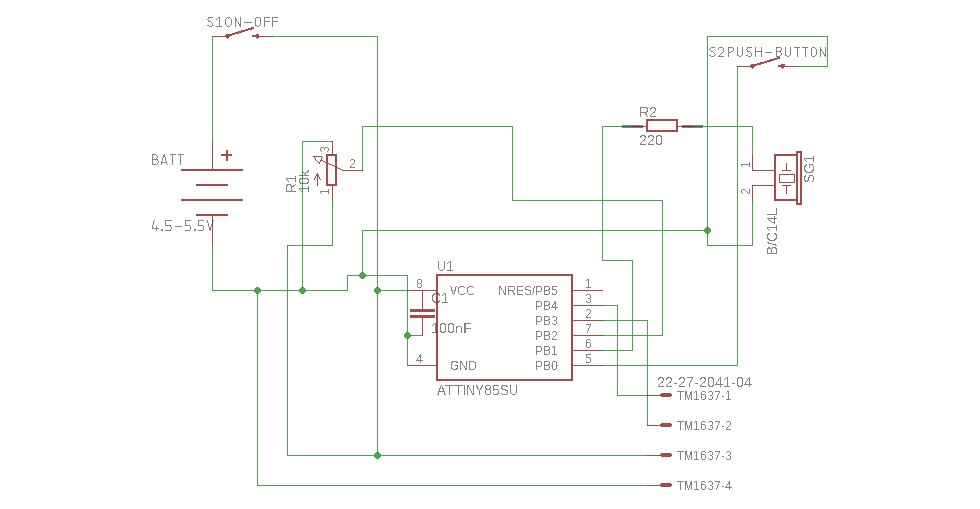 S1ON-OFF
S2PUSH-BUTTON
R2
220
BATT
+
4.5-5.5V
R1
10k
3
2
1
1
2
SG1
B/C14L
U1
8
VCC
4
GND
C1
100nF
NRES/PB5
1
PB4
3
PB3
2
PB2
7
PB1
6
PB0
5
ATTINY85SU
22-27-2041-04
TM1637-1
TM1637-2
TM1637-3
TM1637-4